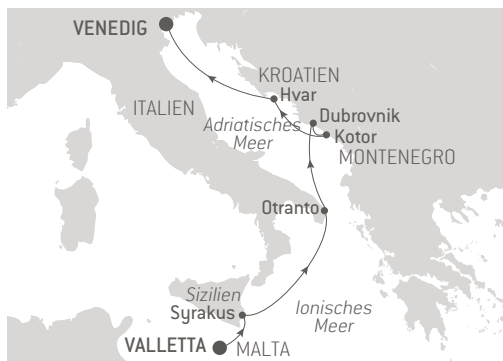 VENEDIG
KROATIEN
Hvar
ITALIEN
Dubrovnik
Adriatisches
Meer
Kotor
MONTENEGRO
Otranto
Sizilien
Syrakus
Ionisches
Meer
VALLETTA
MALTA